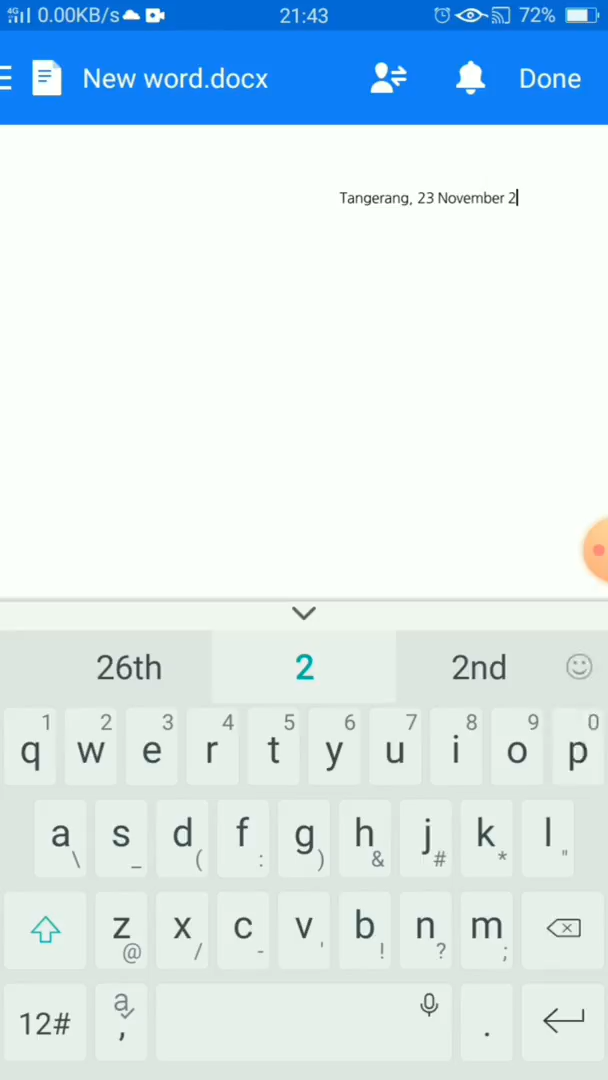 4G 0.00KB/s 21:43 72%
New word.docx Done
Tangerang, 23 November 2
26th 2 2nd
1 2 3 4 5 6 7 8 9 0
q w e r t y u i o p
a s d f g h j k l
\ _ ( : ) & # * "
z x c v b n m
@ / - ' ! ? ;
12# a , .